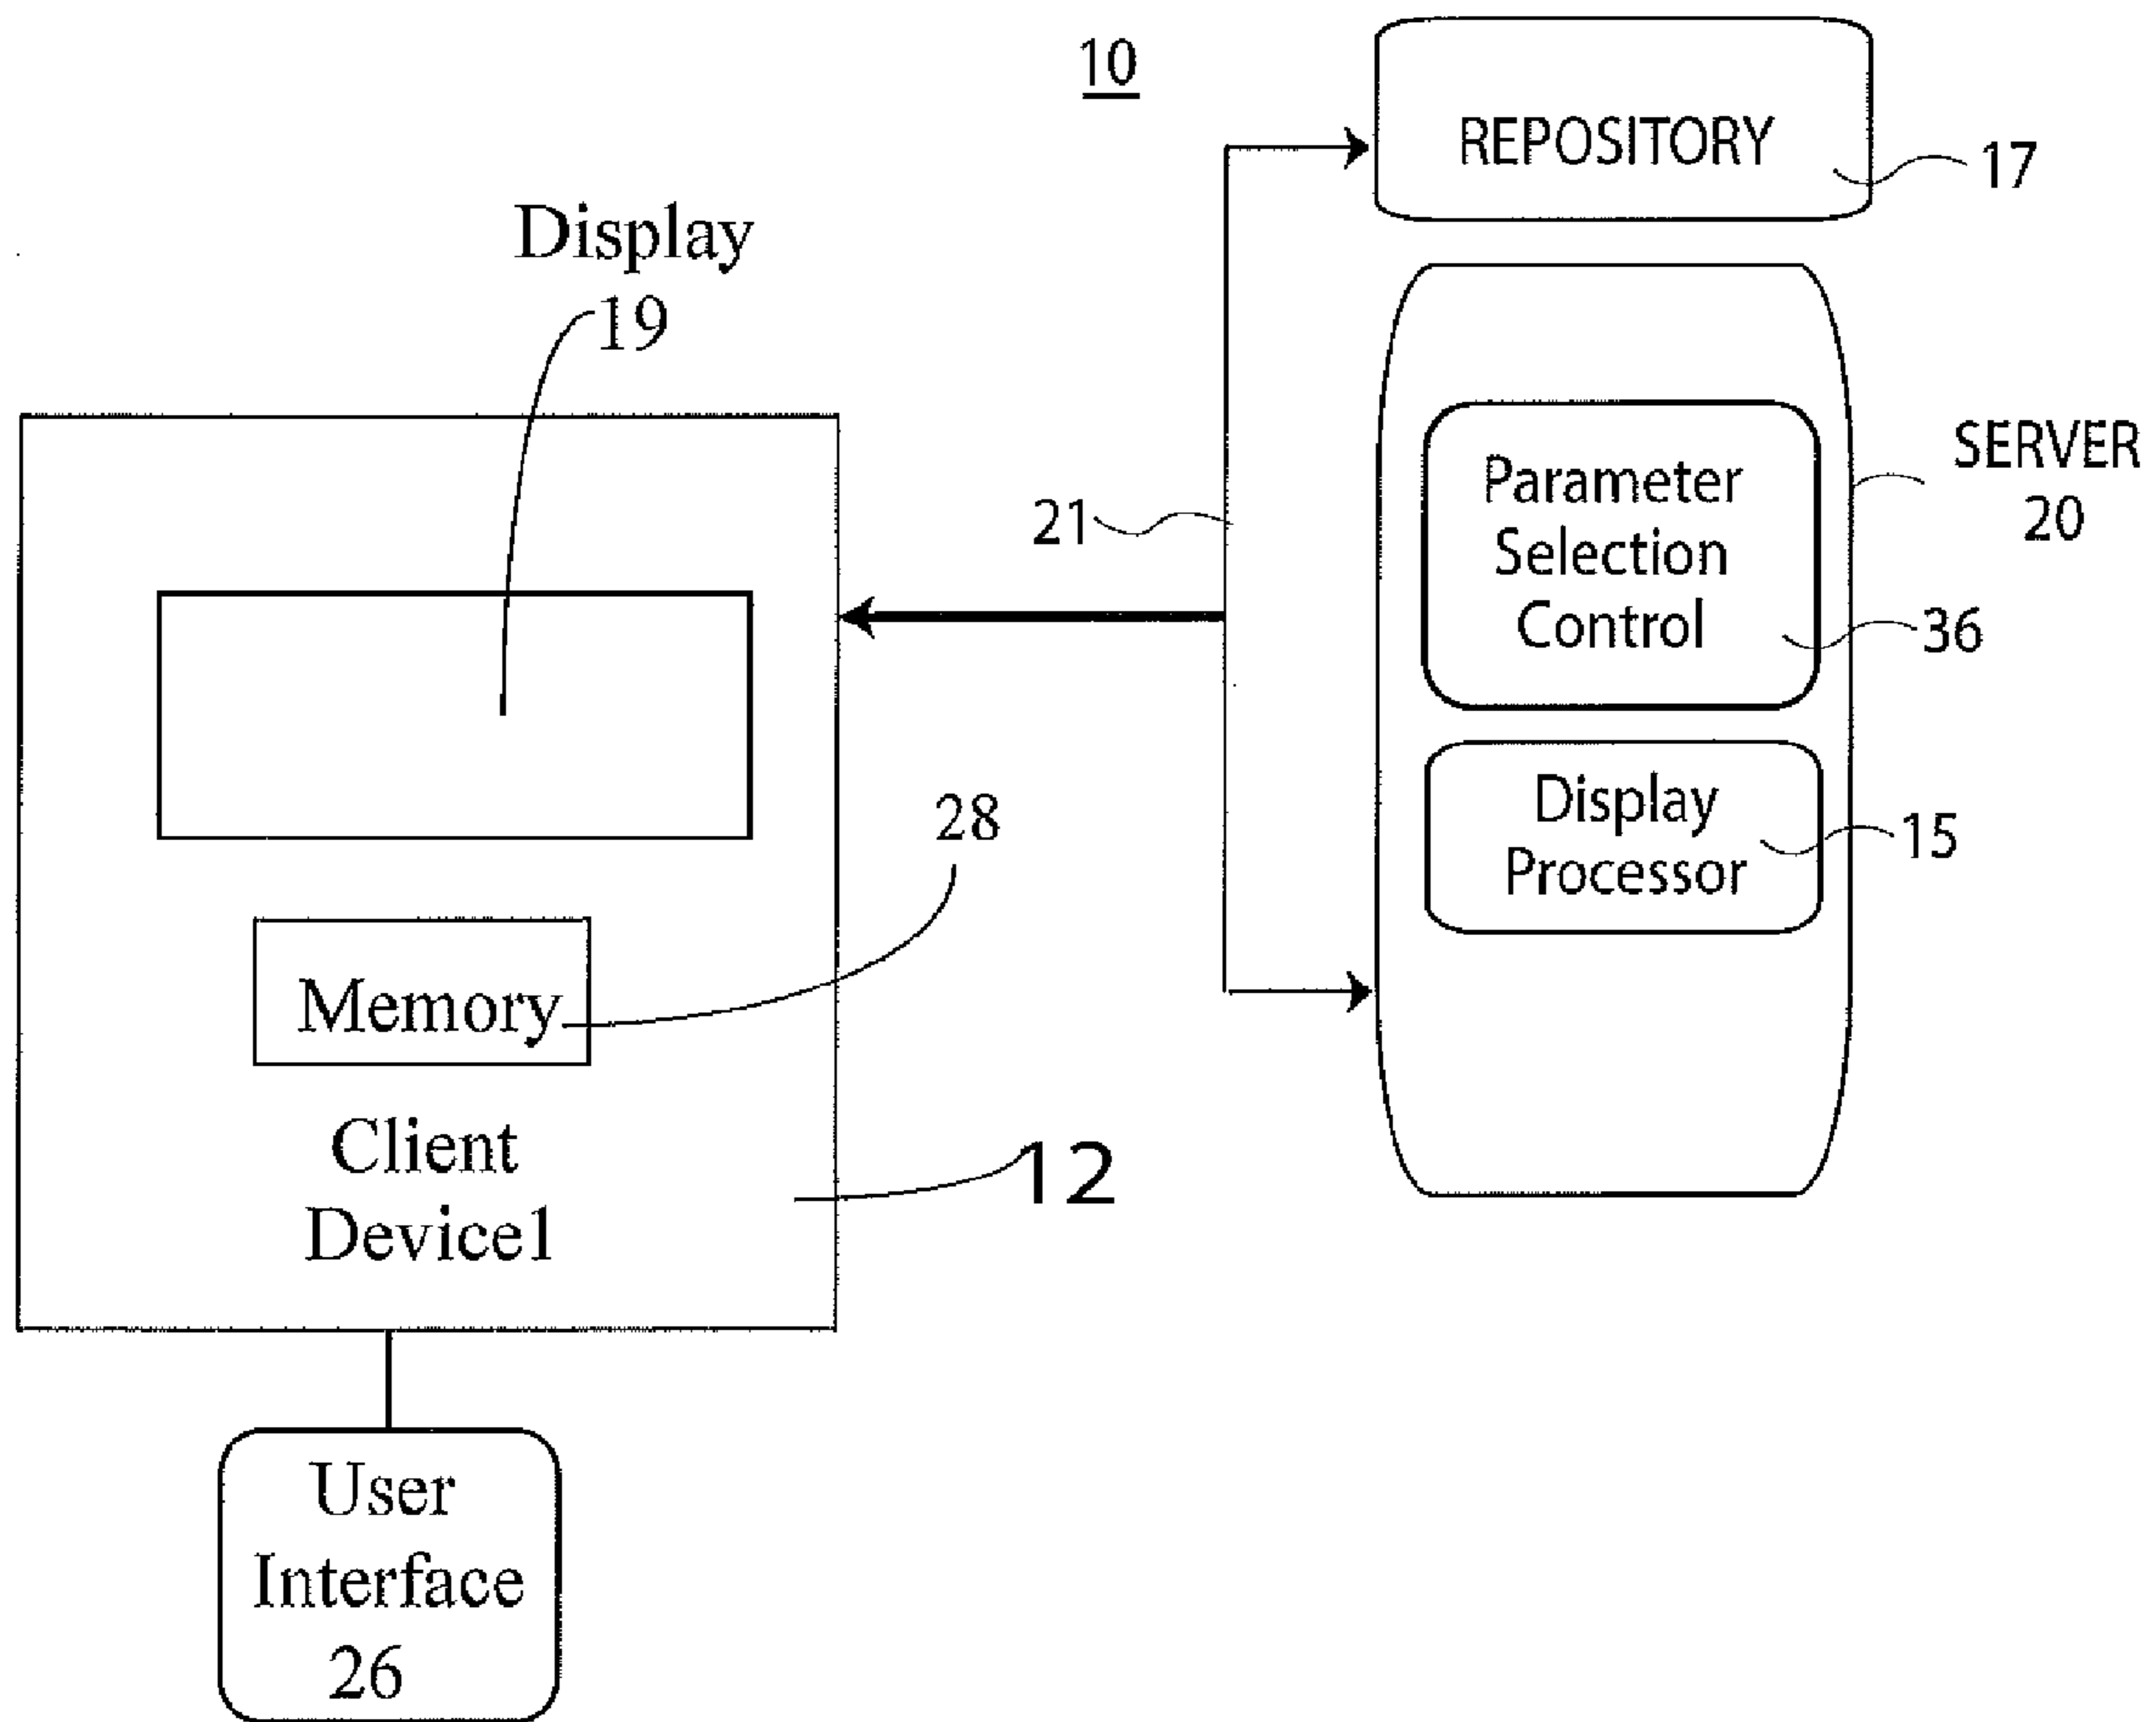 10
REPOSITORY
17
Display
19
21
Parameter
Selection
Control
36
SERVER
20
Display
Processor
15
28
Memory
Client
Device1
12
User
Interface
26